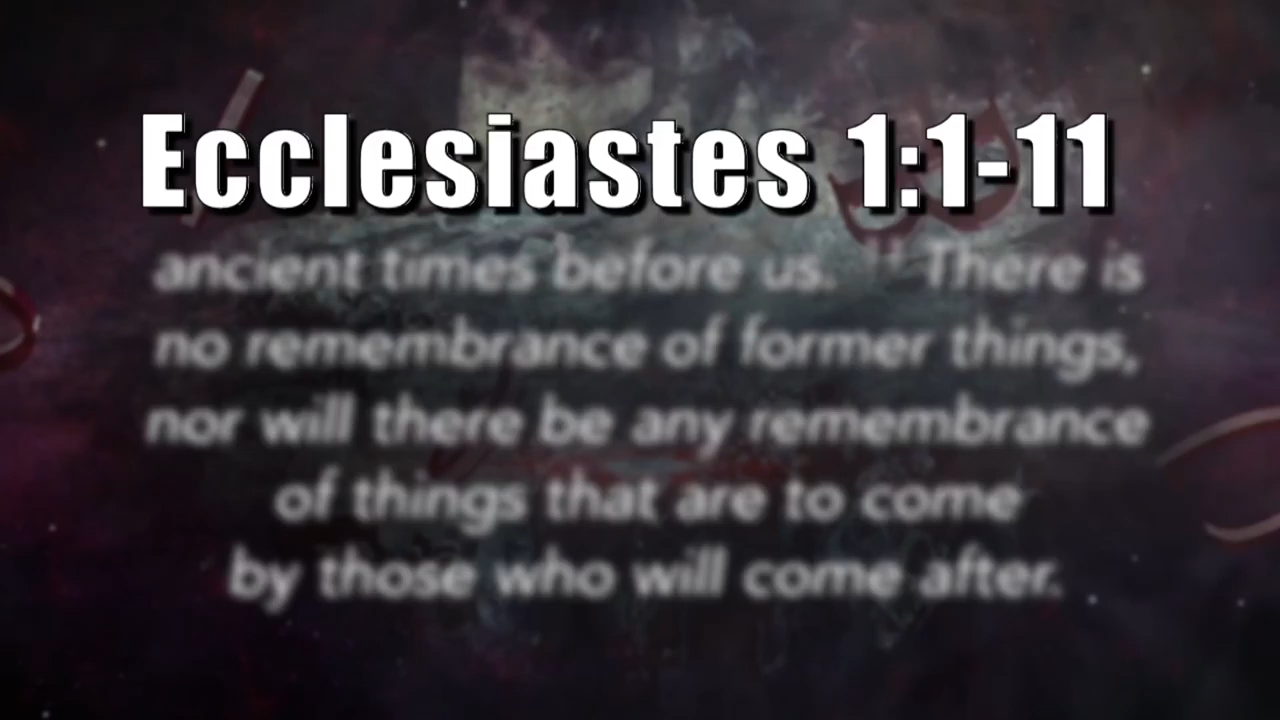 Ecclesiastes 1:1-11
ancient times before us. 11 There is
no remembrance of former things,
nor will there be any remembrance
of things that are to come
by those who will come after.